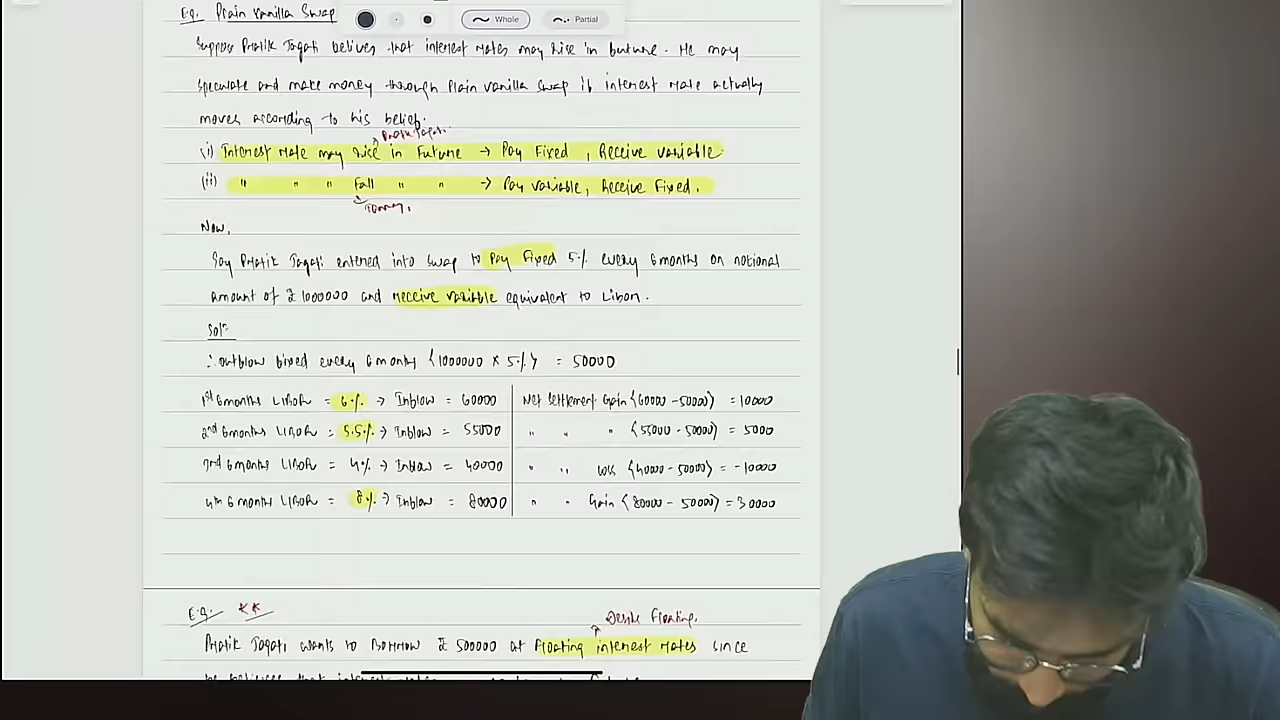 E.g. Plain Vanilla Swap
Whole
Partial
Suppose Pratik Jagati belives that interest rates may rise in future. He may
speculate and make money through plain vanilla swap if interest rate actually
moves according to his belief.
Pratik Jagati.
(i) Interest rate may rise in Future → Pay Fixed , Receive variable.
(ii) " " " Fall " " → Pay variable, Receive Fixed.
Now,
Say Pratik Jagati entered into swap to Pay Fixed 5% every 6 months on notional
amount of ₹ 1000000 and receive variable equivalent to Libor.
Sol:
∴ outflow fixed every 6 months {1000000 x 5%} = 50000
1st 6 months LIBOR = 6% → Inflow = 60000 Net Settlement Gain {60000 - 50000} = 10000
2nd 6 months LIBOR = 5.5% → Inflow = 55000 " " " {55000 - 50000} = 5000
3rd 6 months LIBOR = 4% → Inflow = 40000 " " Loss {40000 - 50000} = -10000
4th 6 months LIBOR = 8% → Inflow = 80000 " " Gain {80000 - 50000} = 30000
E.g.
Desire Floating.
Pratik Jagati wants to Borrow ₹ 500000 at Floating interest rates since